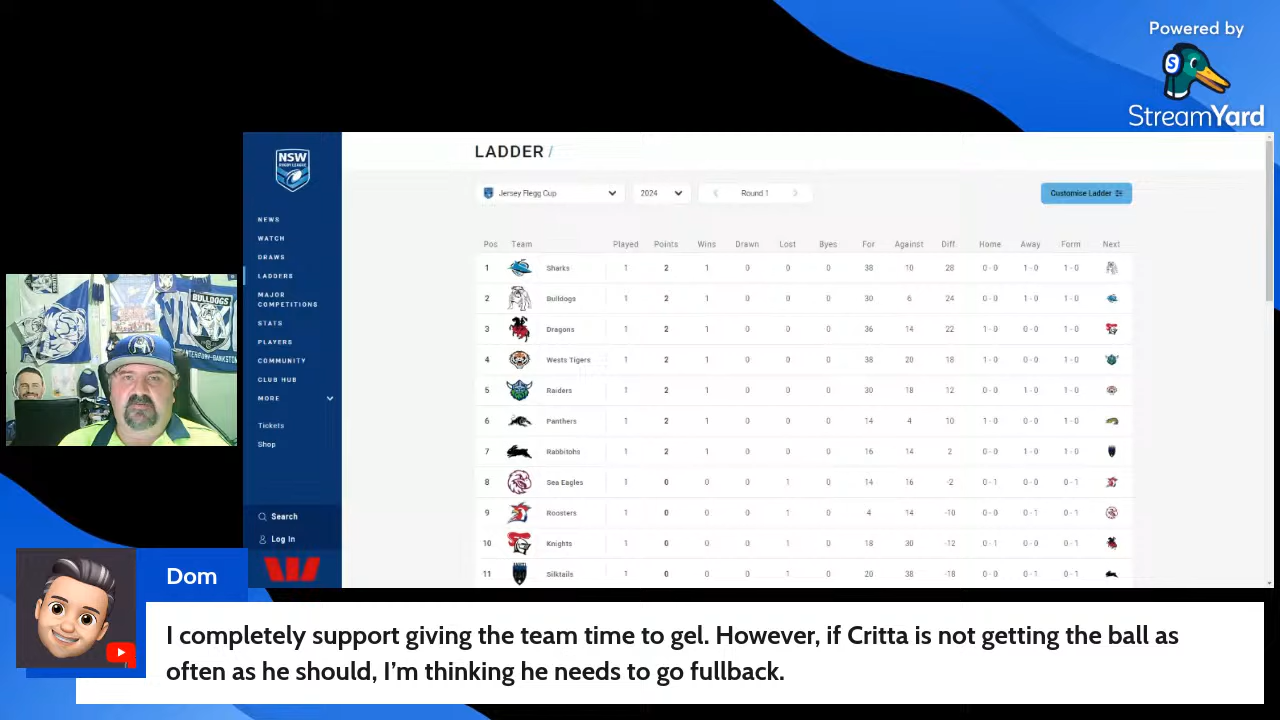 Powered by
StreamYard
NSW
RUGBY LEAGUE
NEWS
WATCH
DRAWS
LADDERS
MAJOR
COMPETITIONS
STATS
PLAYERS
COMMUNITY
CLUB HUB
MORE
Tickets
Shop
Search
Log In
LADDER /
Jersey Flegg Cup 2024 Round 1 Customise Ladder
Pos Team Played Points Wins Drawn Lost Byes For Against Diff Home Away Form Next
1 Sharks 1 2 1 0 0 0 38 10 28 0 - 0 1 - 0 1 - 0
2 Bulldogs 1 2 1 0 0 0 30 6 24 0 - 0 1 - 0 1 - 0
3 Dragons 1 2 1 0 0 0 36 14 22 1 - 0 0 - 0 1 - 0
4 Wests Tigers 1 2 1 0 0 0 38 20 18 1 - 0 0 - 0 1 - 0
5 Raiders 1 2 1 0 0 0 30 18 12 0 - 0 1 - 0 1 - 0
6 Panthers 1 2 1 0 0 0 14 4 10 1 - 0 0 - 0 1 - 0
7 Rabbitohs 1 2 1 0 0 0 16 14 2 0 - 0 1 - 0 1 - 0
8 Sea Eagles 1 0 0 0 1 0 14 16 -2 0 - 1 0 - 0 0 - 1
9 Roosters 1 0 0 0 1 0 4 14 -10 0 - 0 0 - 1 0 - 1
10 Knights 1 0 0 0 1 0 18 30 -12 0 - 1 0 - 0 0 - 1
11 Silktails 1 0 0 0 1 0 20 38 -18 0 - 0 0 - 1 0 - 1
BULLDOGS
Dom
I completely support giving the team time to gel. However, if Critta is not getting the ball as
often as he should, I'm thinking he needs to go fullback.